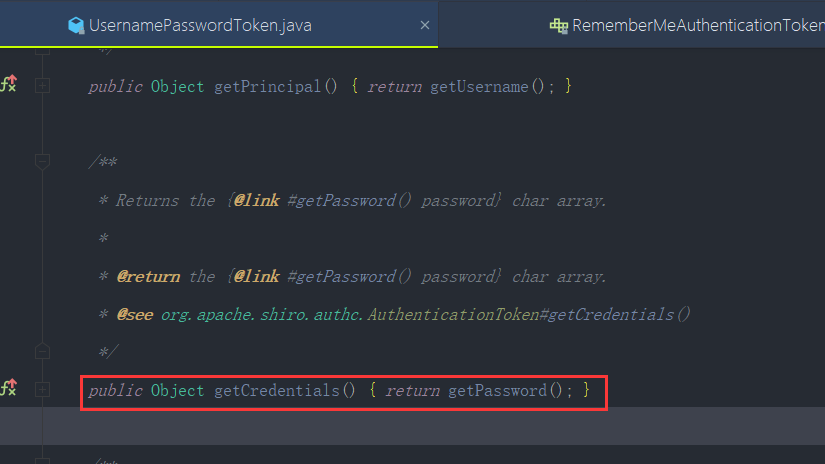 UsernamePasswordToken.java × RememberMeAuthenticationToken
*/
public Object getPrincipal() { return getUsername(); }
/**
* Returns the {@link #getPassword() password} char array.
*
* @return the {@link #getPassword() password} char array.
* @see org.apache.shiro.authc.AuthenticationToken#getCredentials()
*/
public Object getCredentials() { return getPassword(); }
/**